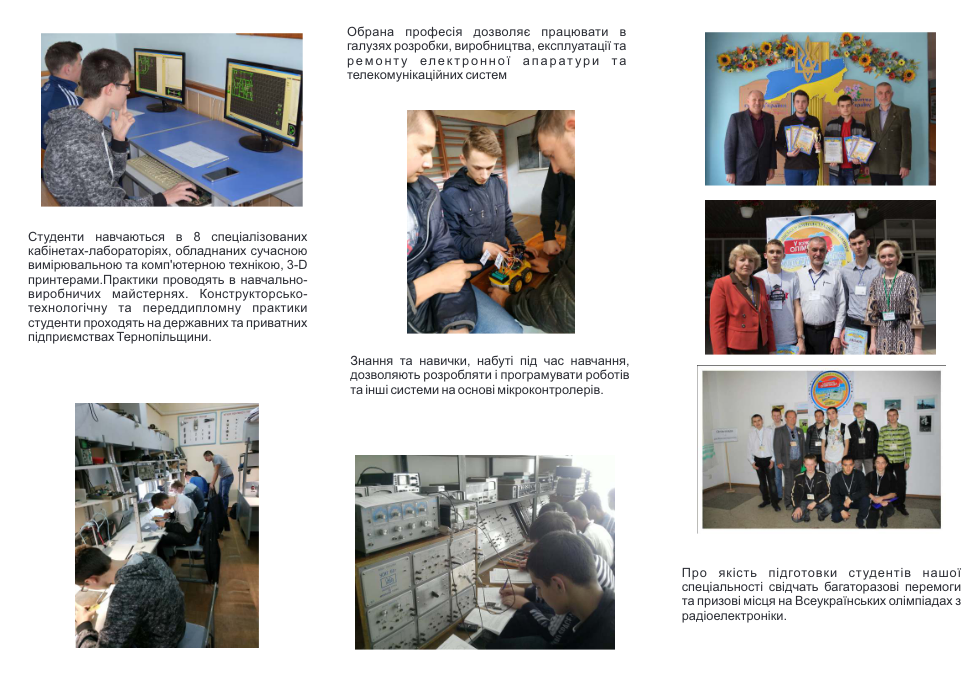 Студенти навчаються в 8 спеціалізованих
кабінетах-лабораторіях, обладнаних сучасною
вимірювальною та комп'ютерною технікою, 3-D
принтерами.Практики проводять в навчально-
виробничих майстернях. Конструкторсько-
технологічну та переддипломну практики
студенти проходять на державних та приватних
підприємствах Тернопільщини.
Обрана професія дозволяє працювати в
галузях розробки, виробництва, експлуатації та
ремонту електронної апаратури та
телекомунікаційних систем
Знання та навички, набуті під час навчання,
дозволяють розробляти і програмувати роботів
та інші системи на основі мікроконтролерів.
Про якість підготовки студентів нашої
спеціальності свідчать багаторазові перемоги
та призові місця на Всеукраїнських олімпіадах з
радіоелектроніки.